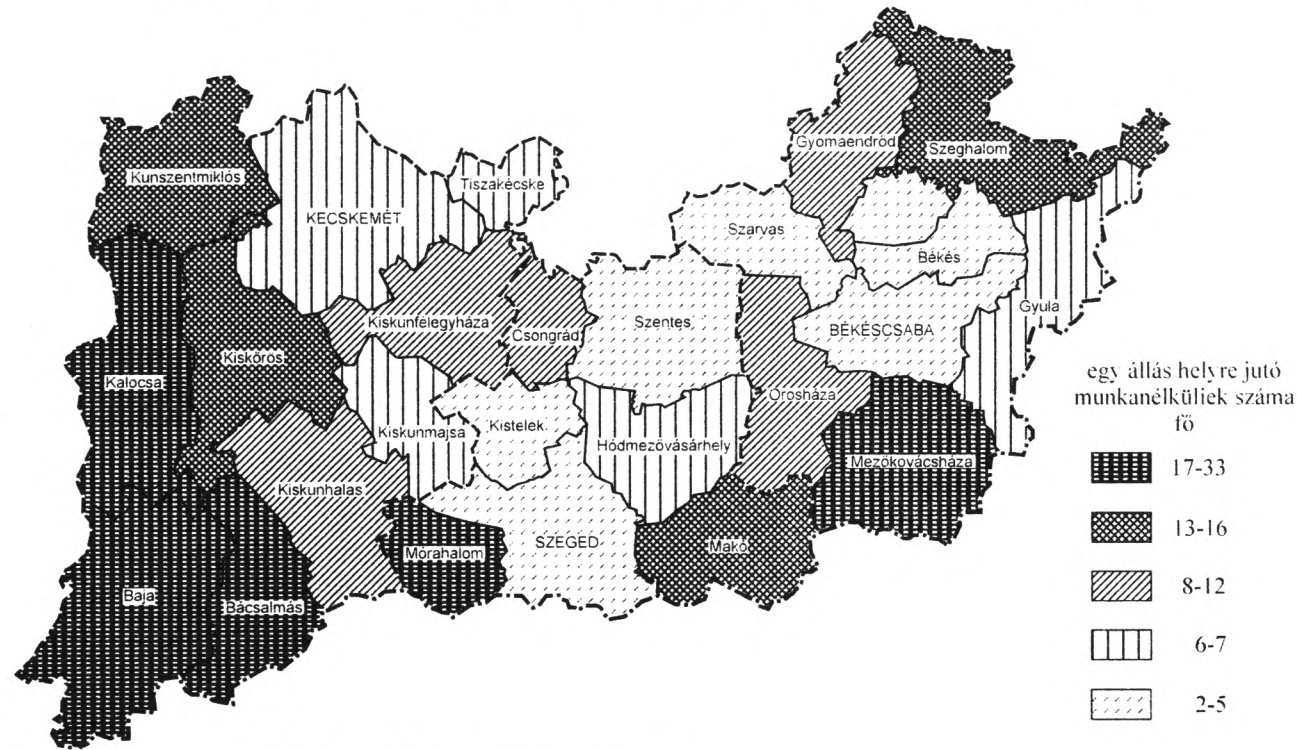 Gyomaendrőd
Szeghalom
Kunszentmiklós
Tiszakécske
KECSKEMÉT
Szarvas
Békés
Gyula
Kiskunfélegyháza
Csongrád
Szentes
BÉKÉSCSABA
Kiskőrös
Kalocsa
Orosháza
Kiskunmajsa
Kistelek
Hódmezővásárhely
Mezőkovácsháza
Kiskunhalas
Mórahalom
SZEGED
Makó
Baja
Bácsalmás
egy állás helyre jutó
munkanélküliek száma
fő
17-33
13-16
8-12
6-7
2-5